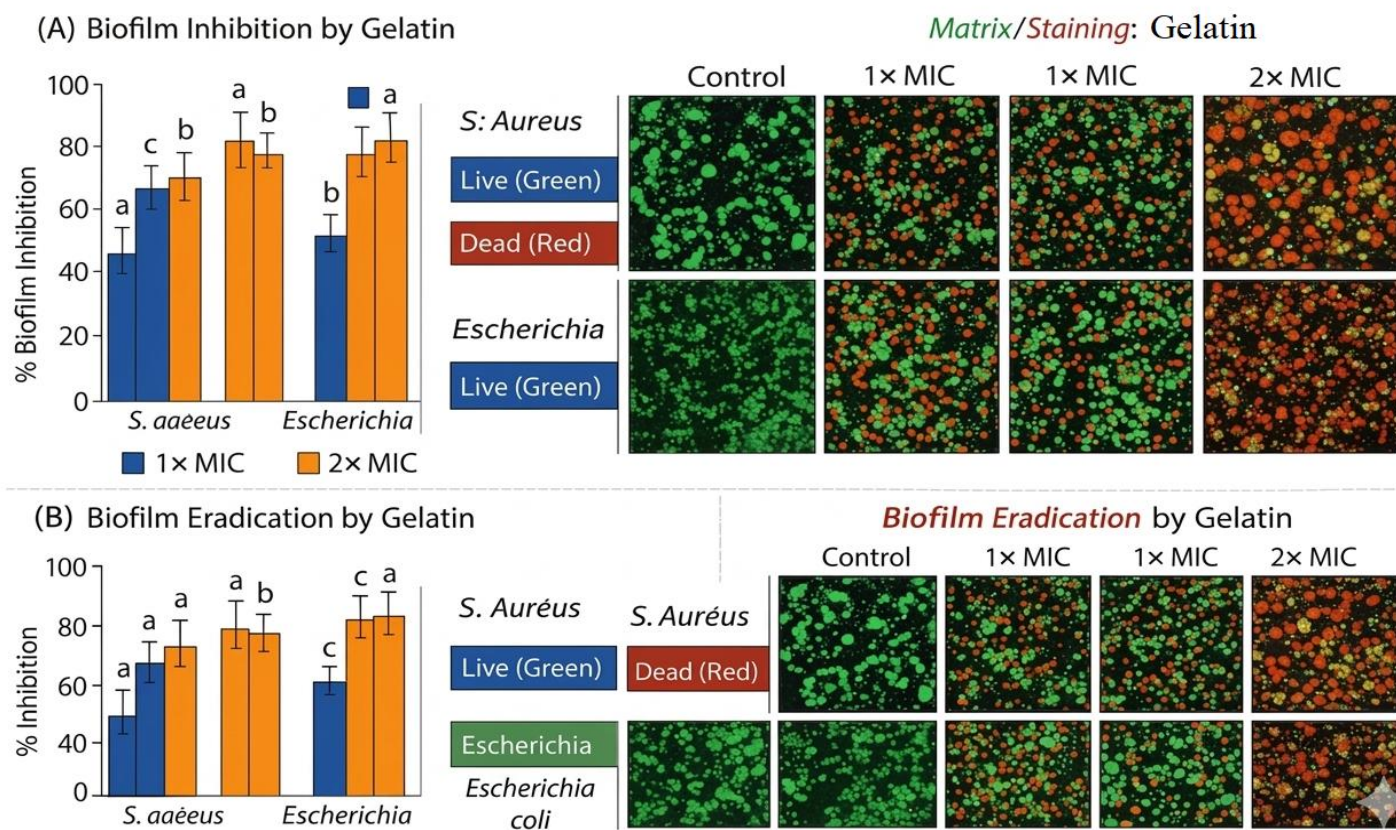 (A) Biofilm Inhibition by Gelatin
Matrix/Staining: Gelatin
% Biofilm Inhibition
100
80
60
40
20
0
a
c
b
a
b
b
a
S. aaėeus
Escherichia
1× MIC
2× MIC
Control
1× MIC
1× MIC
2× MIC
S: Aureus
Live (Green)
Dead (Red)
Escherichia
Live (Green)
(B) Biofilm Eradication by Gelatin
Biofilm Eradication by Gelatin
% Inhibition
100
80
60
40
0
a
a
a
a
b
c
c
a
S. aaėeus
Escherichia
Control
1× MIC
1× MIC
2× MIC
S. Auréus
S. Auréus
Live (Green)
Dead (Red)
Escherichia
Escherichia
coli